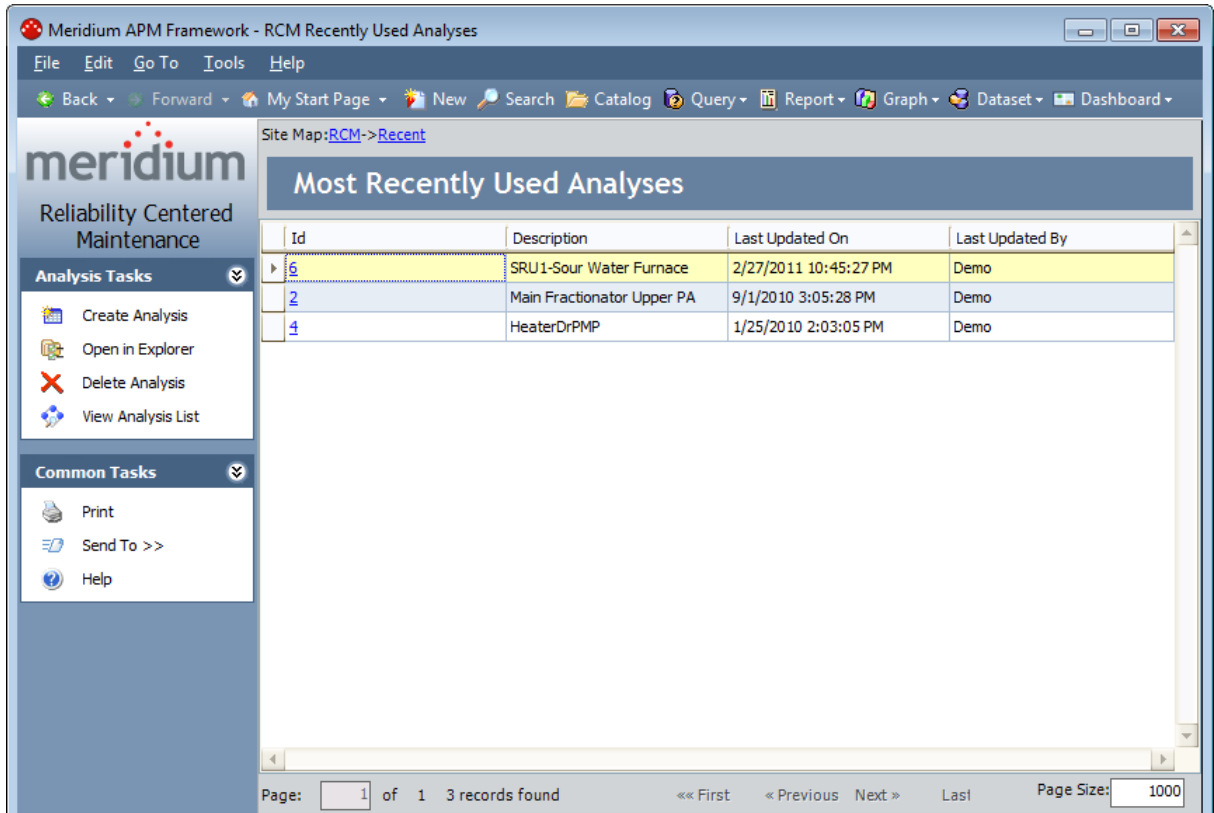 Meridium APM Framework - RCM Recently Used Analyses
File Edit Go To Tools Help
Back Forward My Start Page New Search Catalog Query Report Graph Dataset Dashboard
meridium
Reliability Centered
Maintenance
Analysis Tasks
Create Analysis
Open in Explorer
Delete Analysis
View Analysis List
Common Tasks
Print
Send To >>
Help
Site Map:RCM->Recent
Most Recently Used Analyses
Id Description Last Updated On Last Updated By
6 SRU1-Sour Water Furnace 2/27/2011 10:45:27 PM Demo
2 Main Fractionator Upper PA 9/1/2010 3:05:28 PM Demo
4 HeaterDrPMP 1/25/2010 2:03:05 PM Demo
Page: 1 of 1 3 records found «« First « Previous Next » Last Page Size: 1000